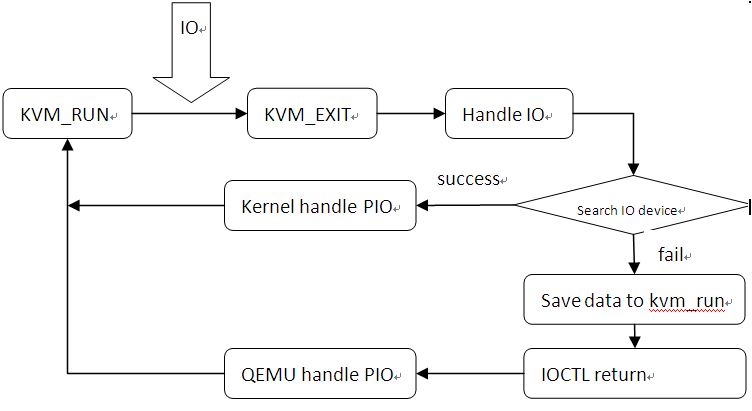 IO
KVM_RUN
KVM_EXIT
Handle IO
success
Kernel handle PIO
Search IO device
fail
Save data to kvm_run
QEMU handle PIO
IOCTL return